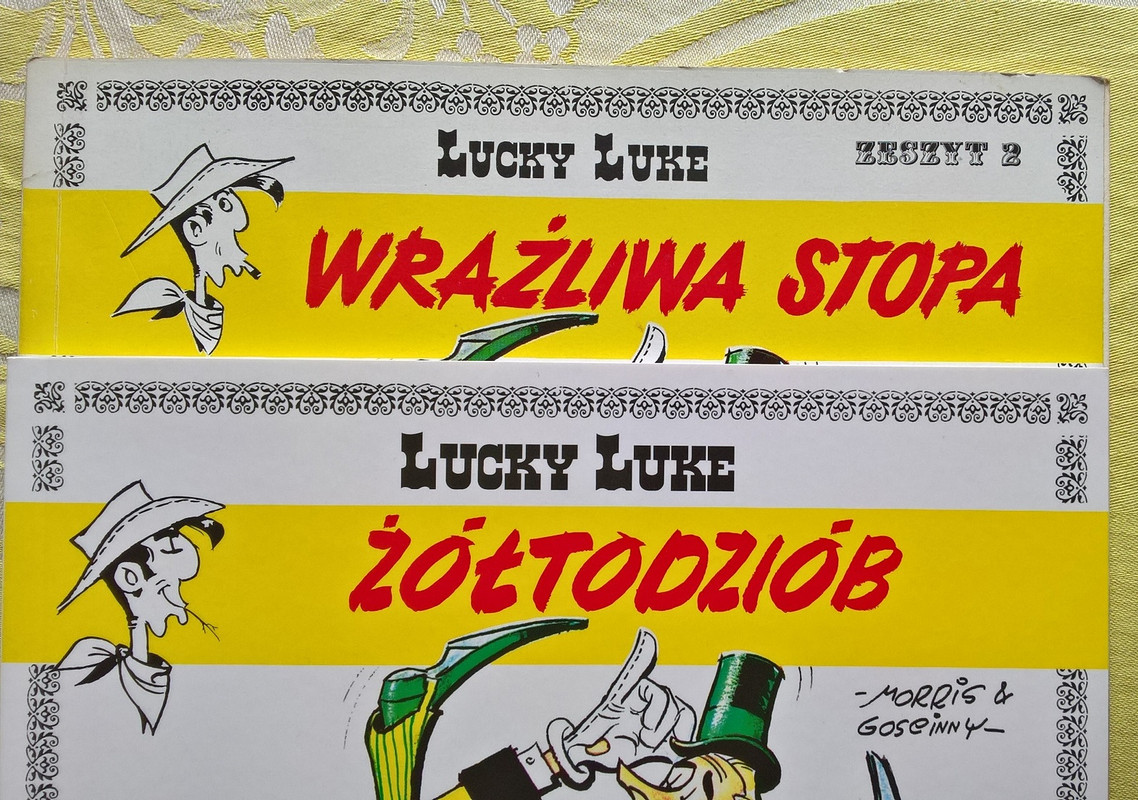 LUCKY LUKE
ZESZYT 2
WRAŻLIWA STOPA
LUCKY LUKE
ŻÓŁTODZIÓB
-MORRIS &
GOSCINNY-